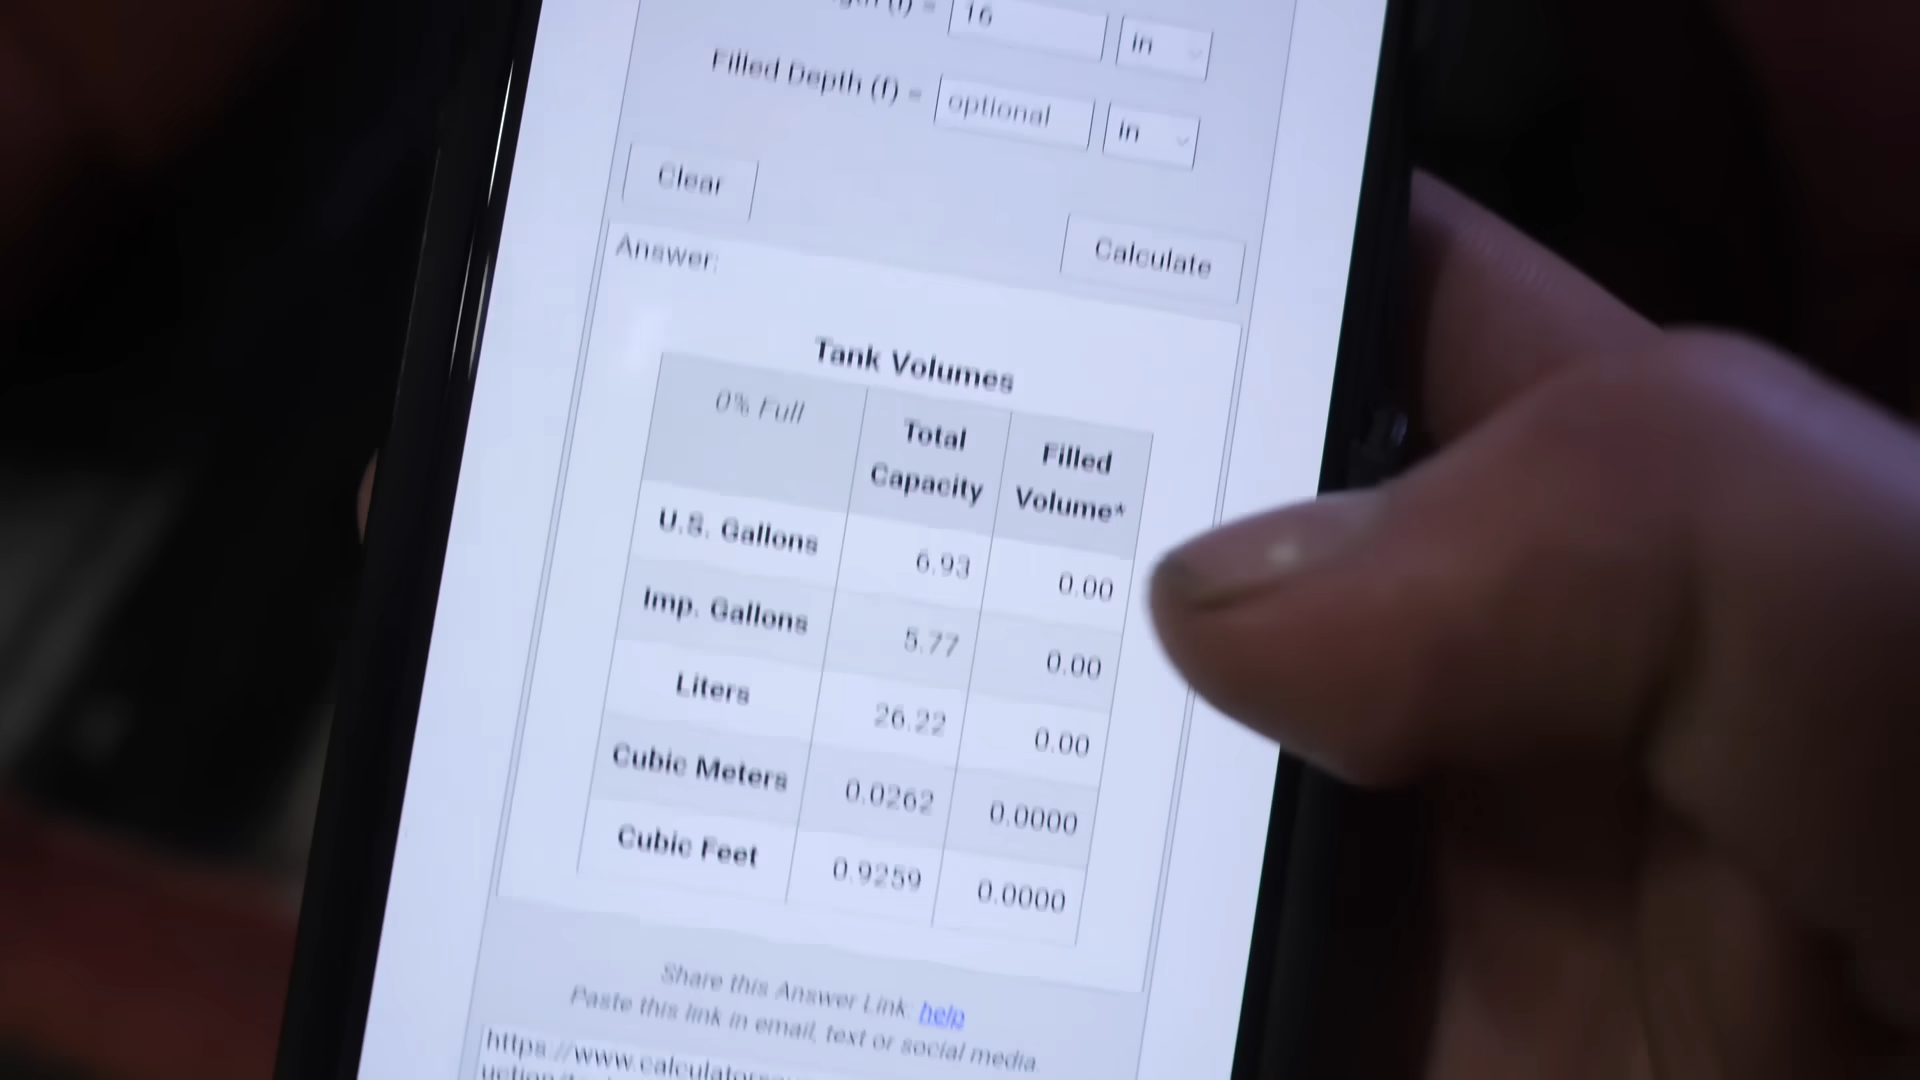 (l) = 16 in
Filled Depth (f) = optional in
Clear
Calculate
Answer:
Tank Volumes
0% Full Total Capacity Filled Volume*
U.S. Gallons 6.93 0.00
Imp. Gallons 5.77 0.00
Liters 26.22 0.00
Cubic Meters 0.0262 0.0000
Cubic Feet 0.9259 0.0000
Share this Answer Link: help
Paste this link in email, text or social media.
https://www.calculators